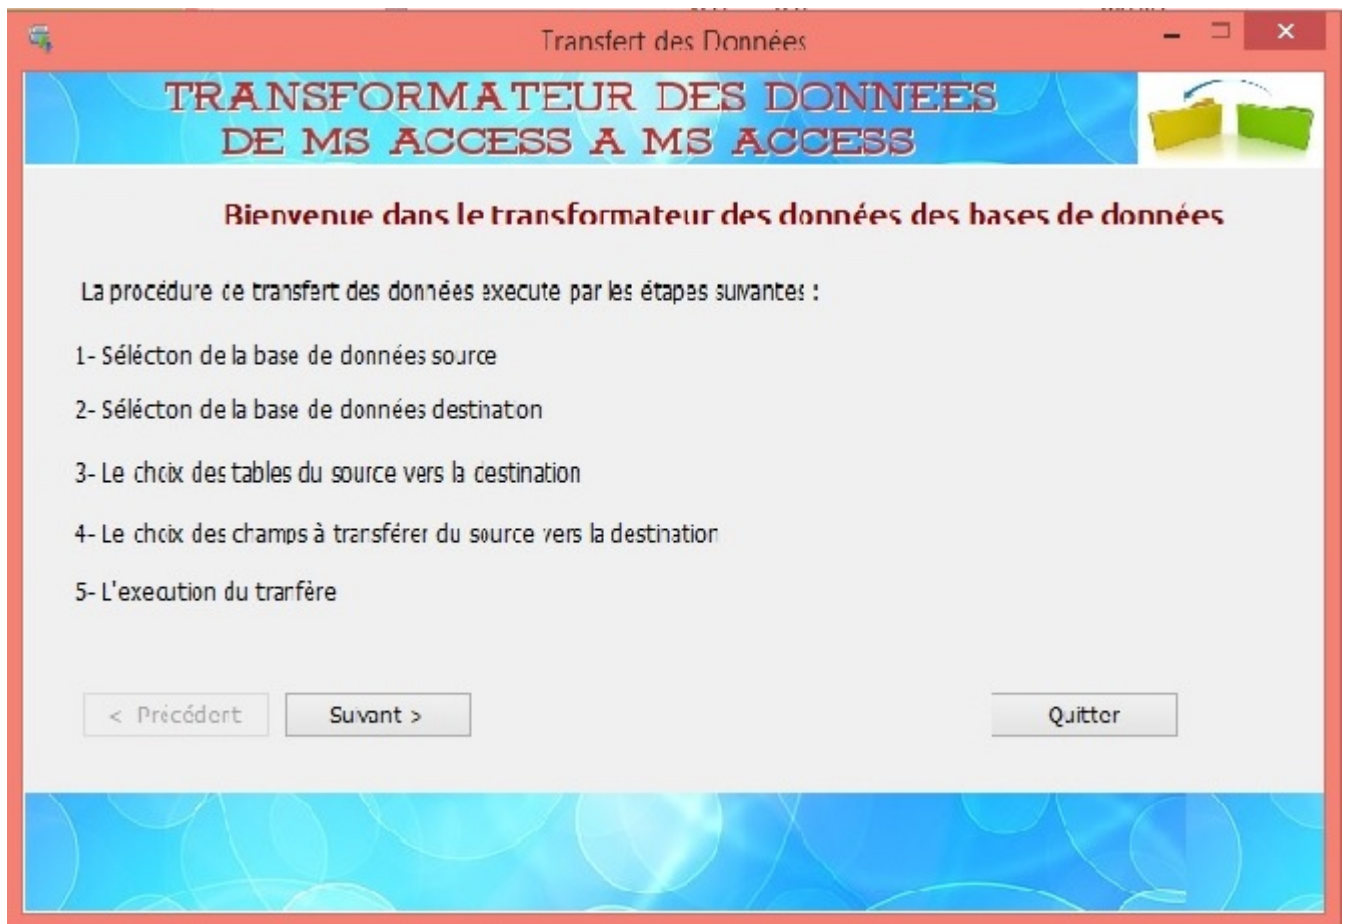 Transfert des Données
TRANSFORMATEUR DES DONNEES
DE MS ACCESS A MS ACCESS
Bienvenue dans le transformateur des données des bases de données
La procédure de transfert des données execute par les étapes suivantes :
1- Sélécton de la base de données source
2- Sélécton de la base de données destination
3- Le choix des tables du source vers la destination
4- Le choix des champs à transférer du source vers la destination
5- L'execution du tranfère
< Précédent
Suivant >
Quitter